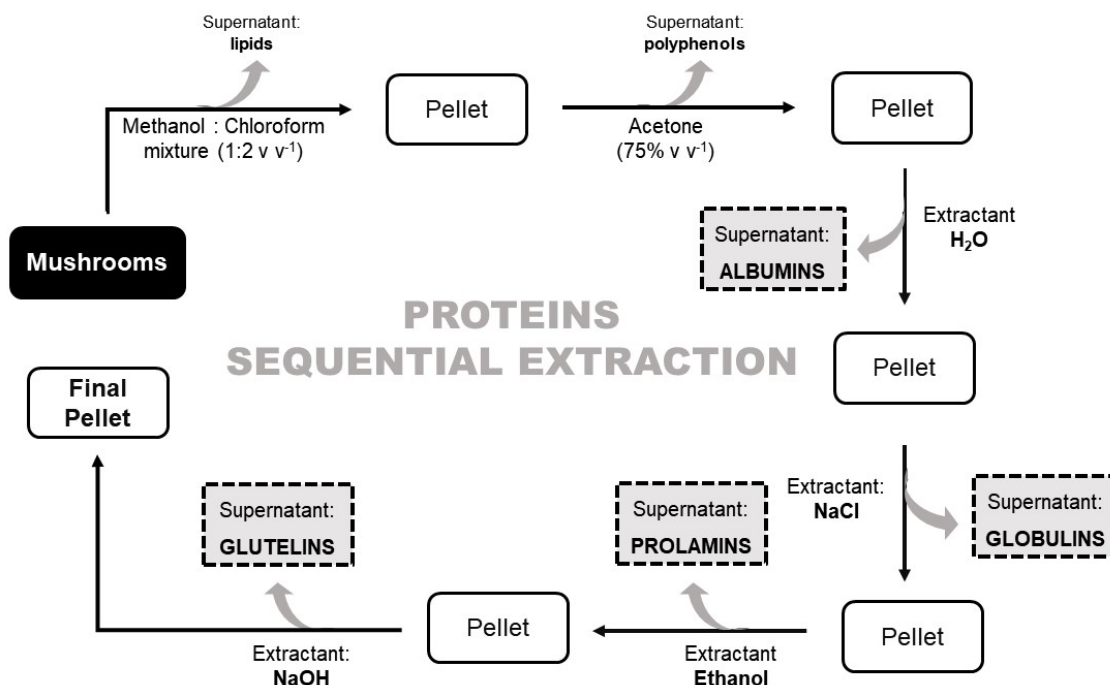 Supernatant:
lipids
Supernatant:
polyphenols
Pellet
Pellet
Methanol : Chloroform
mixture (1:2 v v⁻¹)
Acetone
(75% v v⁻¹)
Mushrooms
Supernatant:
ALBUMINS
Extractant
H₂O
PROTEINS
SEQUENTIAL EXTRACTION
Pellet
Final
Pellet
Supernatant:
GLUTELINS
Supernatant:
PROLAMINS
Extractant:
NaCl
Supernatant:
GLOBULINS
Pellet
Pellet
Extractant:
NaOH
Extractant
Ethanol